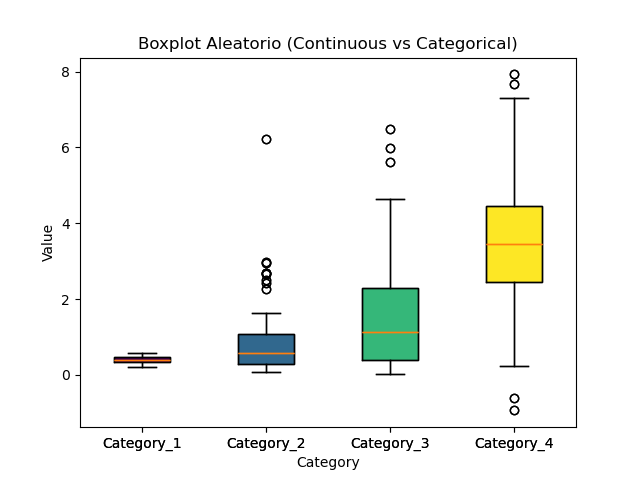 Boxplot Aleatorio (Continuous vs Categorical)
8
6
4
2
0
Value
Category_1 Category_2 Category_3 Category_4
Category